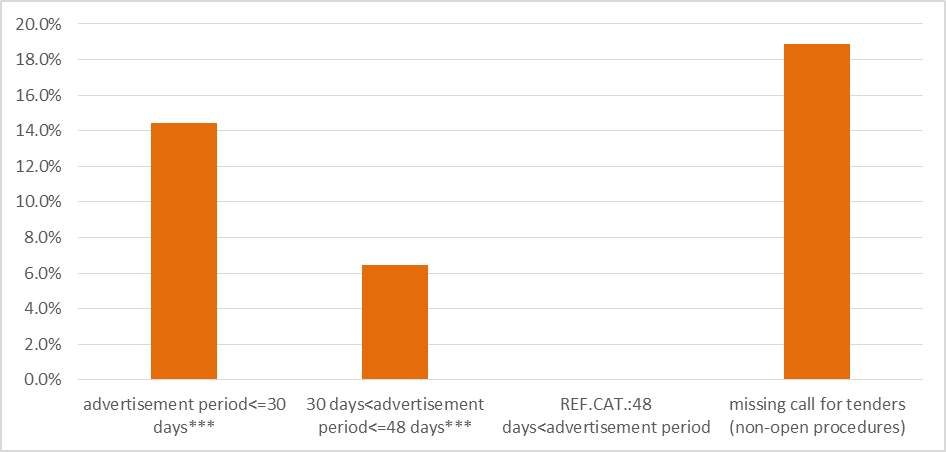 20.0%
18.0%
16.0%
14.0%
12.0%
10.0%
8.0%
6.0%
4.0%
2.0%
0.0%
advertisement period<=30
days***
30 days<advertisement
period<=48 days***
REF.CAT.:48
days<advertisement period
missing call for tenders
(non-open procedures)